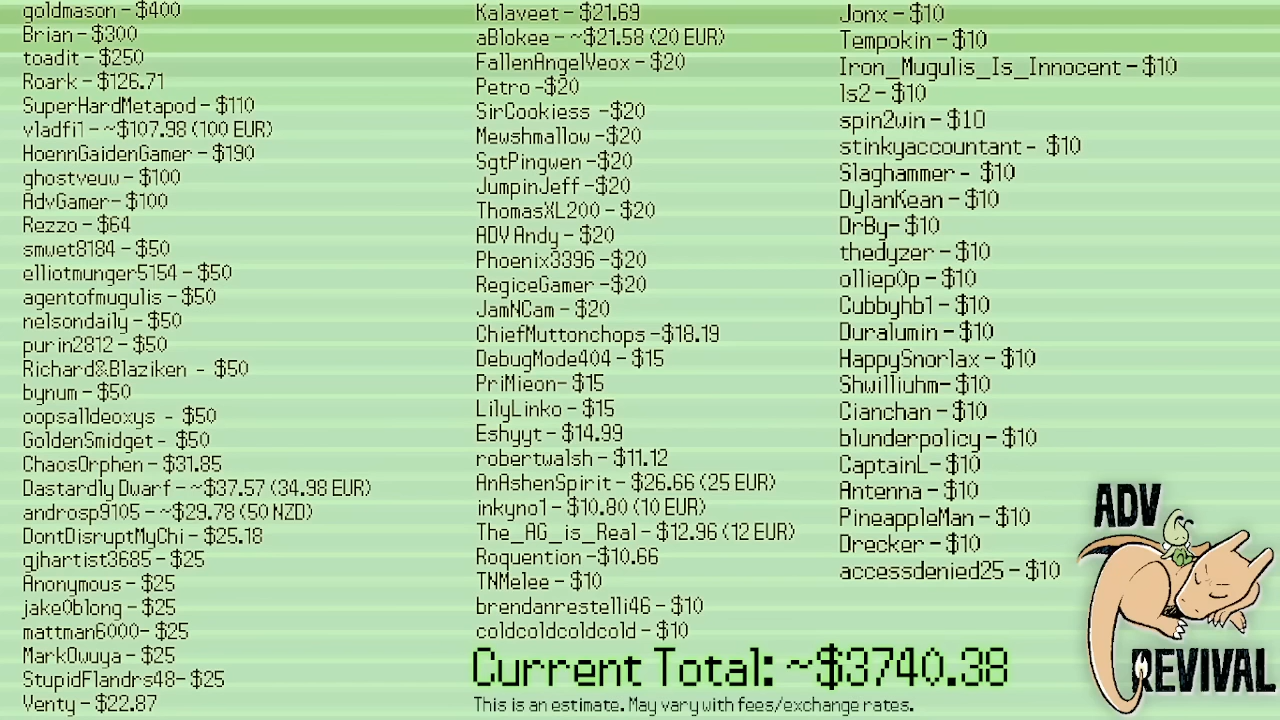 goldmason - $400
Brian - $300
toadit - $250
Roark - $126.71
SuperHardMetapod - $110
vladfi1 - ~$107.98 (100 EUR)
HoennGaidenGamer - $190
ghostveuw - $100
AdvGamer- $100
Rezzo - $64
smwet8184 - $50
elliotmunger5154 - $50
agentofmugulis - $50
nelsondaily - $50
purin2812 - $50
Richard&Blaziken - $50
bynum - $50
oopsalldeoxys - $50
GoldenSmidget - $50
ChaosOrphen - $31.85
Dastardly Dwarf - ~$37.57 (34.98 EUR)
androsp9105 - ~$29.78 (50 NZD)
DontDisruptMyChi - $25.18
gjhartist3685 - $25
Anonymous - $25
jake0blong - $25
mattman6000- $25
MarkOwuya - $25
StupidFlandrs48- $25
Venty - $22.87
Kalaveet - $21.69
aBlokee - ~$21.58 (20 EUR)
FallenAngelVeox - $20
Petro -$20
SirCookiess -$20
Mewshmallow -$20
SgtPingwen -$20
JumpinJeff -$20
ThomasXL200 - $20
ADV Andy - $20
Phoenix3396 -$20
RegiceGamer -$20
JamNCam - $20
ChiefMuttonchops -$18.19
DebugMode404 - $15
PriMieon- $15
LilyLinko - $15
Eshyyt - $14.99
robertwalsh - $11.12
AnAshenSpirit - $26.66 (25 EUR)
inkyno1 - $10.80 (10 EUR)
The_AG_is_Real - $12.96 (12 EUR)
Roquention -$10.66
TNMelee - $10
brendanrestelli46 - $10
coldcoldcoldcold - $10
Jonx - $10
Tempokin - $10
Iron_Mugulis_Is_Innocent - $10
ls2 - $10
spin2win - $10
stinkyaccountant - $10
Slaghammer - $10
DylanKean - $10
DrBy- $10
thedyzer - $10
olliep0p - $10
Cubbyhb1 - $10
Duralumin - $10
HappySnorlax - $10
Shwilliuhm- $10
Cianchan - $10
blunderpolicy - $10
CaptainL- $10
Antenna - $10
PineappleMan - $10
Drecker - $10
accessdenied25 - $10
Current Total: ~$3740.38
This is an estimate. May vary with fees/exchange rates.
ADV
REVIVAL